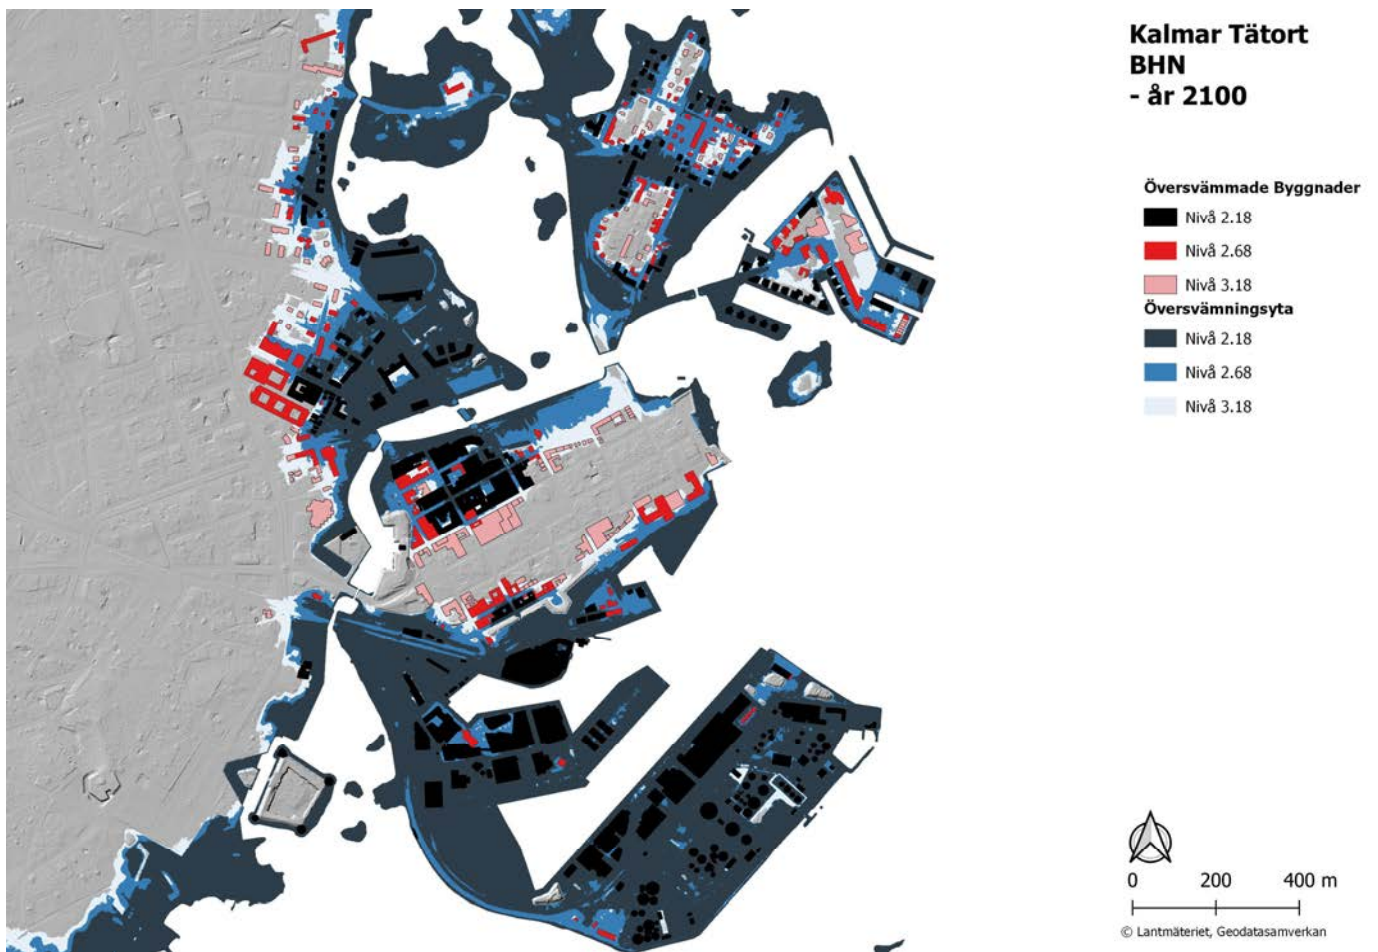 Kalmar Tätort
BHN
- år 2100
Översvämmade Byggnader
Nivå 2.18
Nivå 2.68
Nivå 3.18
Översvämningsyta
Nivå 2.18
Nivå 2.68
Nivå 3.18
0 200 400 m
© Lantmäteriet, Geodatasamverkan